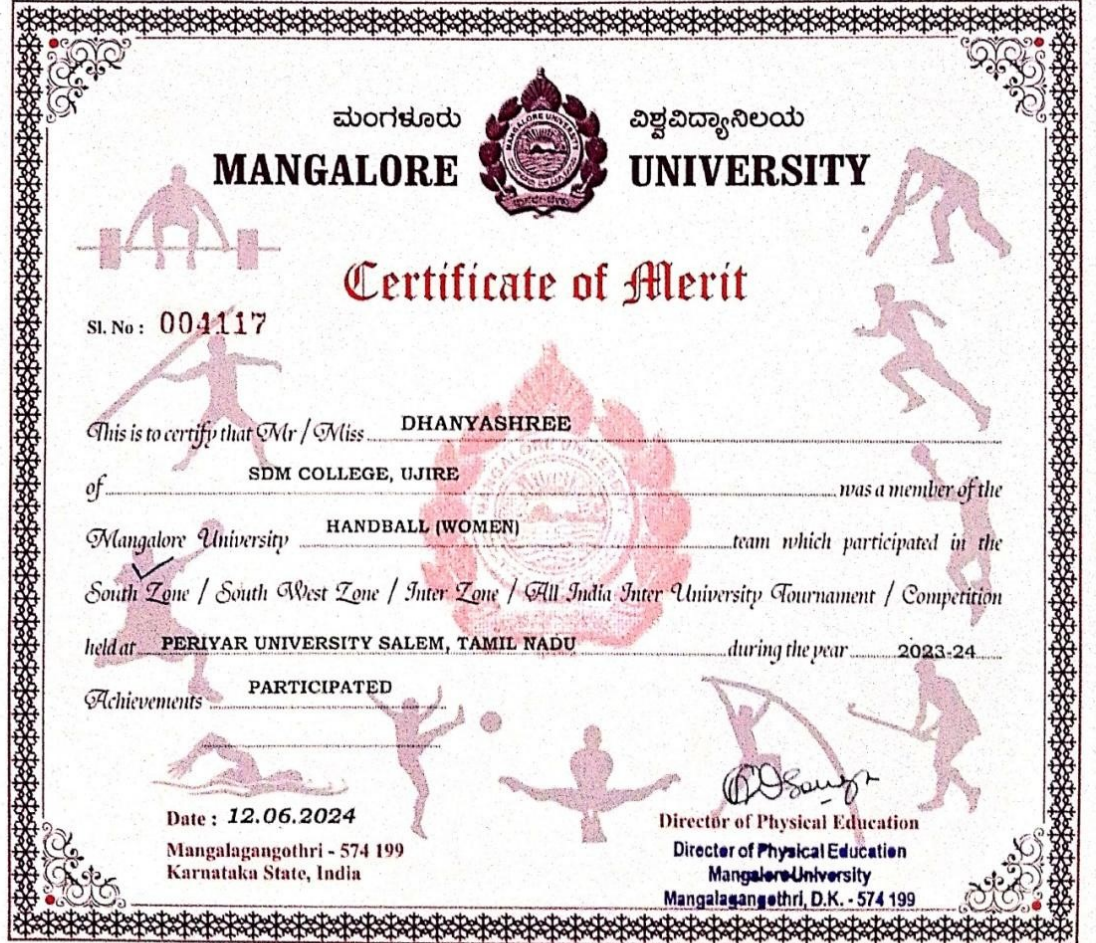 ಮಂಗಳೂರು ವಿಶ್ವವಿದ್ಯಾನಿಲಯ
MANGALORE UNIVERSITY
MANGALORE UNIVERSITY
Certificate of Merit
Sl. No : 004117
This is to certify that Mr / Miss DHANYASHREE
of SDM COLLEGE, UJIRE was a member of the
Mangalore University HANDBALL (WOMEN) team which participated in the
South Zone / South West Zone / Inter Zone / All India Inter University Tournament / Competition
held at PERIYAR UNIVERSITY SALEM, TAMIL NADU during the year 2023-24
Achievements PARTICIPATED
Date : 12.06.2024
Mangalagangothri - 574 199
Karnataka State, India
Director of Physical Education
Director of Physical Education
Mangalore University
Mangalagangothri, D.K. - 574 199